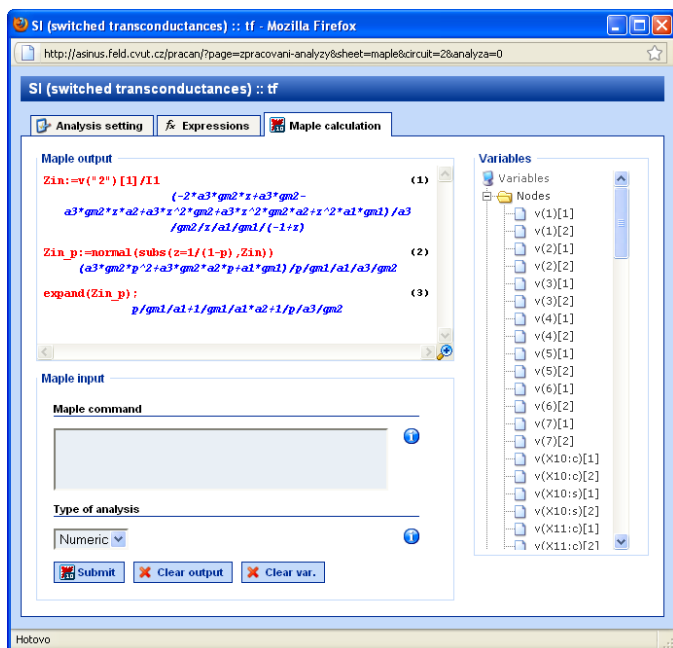 SI (switched transconductances) :: tf - Mozilla Firefox
http://asinus.feld.cvut.cz/pracan/?page=zpracovani-analyzy&sheet=maple&circuit=2&analyza=0
SI (switched transconductances) :: tf
Analysis setting
fx Expressions
Maple calculation
Maple output
Zin:=v("2")[1]/I1 (1)
(-2*a3*gm2*z+a3*gm2-
a3*gm2*z*a2+a3*z^2*gm2+a3*z^2*gm2*a2+z^2*a1*gm1)/a3
/gm2/z/a1/gm1/(-1+z)
Zin_p:=normal(subs(z=1/(1-p),Zin)) (2)
(a3*gm2*p^2+a3*gm2*a2*p+a1*gm1)/p/gm1/a1/a3/gm2
expand(Zin_p); (3)
p/gm1/a1+1/gm1/a1*a2+1/p/a3/gm2
Maple input
Maple command
Type of analysis
Numeric
Submit
Clear output
Clear var.
Variables
Variables
Nodes
v(1)[1]
v(1)[2]
v(2)[1]
v(2)[2]
v(3)[1]
v(3)[2]
v(4)[1]
v(4)[2]
v(5)[1]
v(5)[2]
v(6)[1]
v(6)[2]
v(7)[1]
v(7)[2]
v(X10:c)[1]
v(X10:c)[2]
v(X10:s)[1]
v(X10:s)[2]
v(X11:c)[1]
v(X11:c)[2]
Hotovo